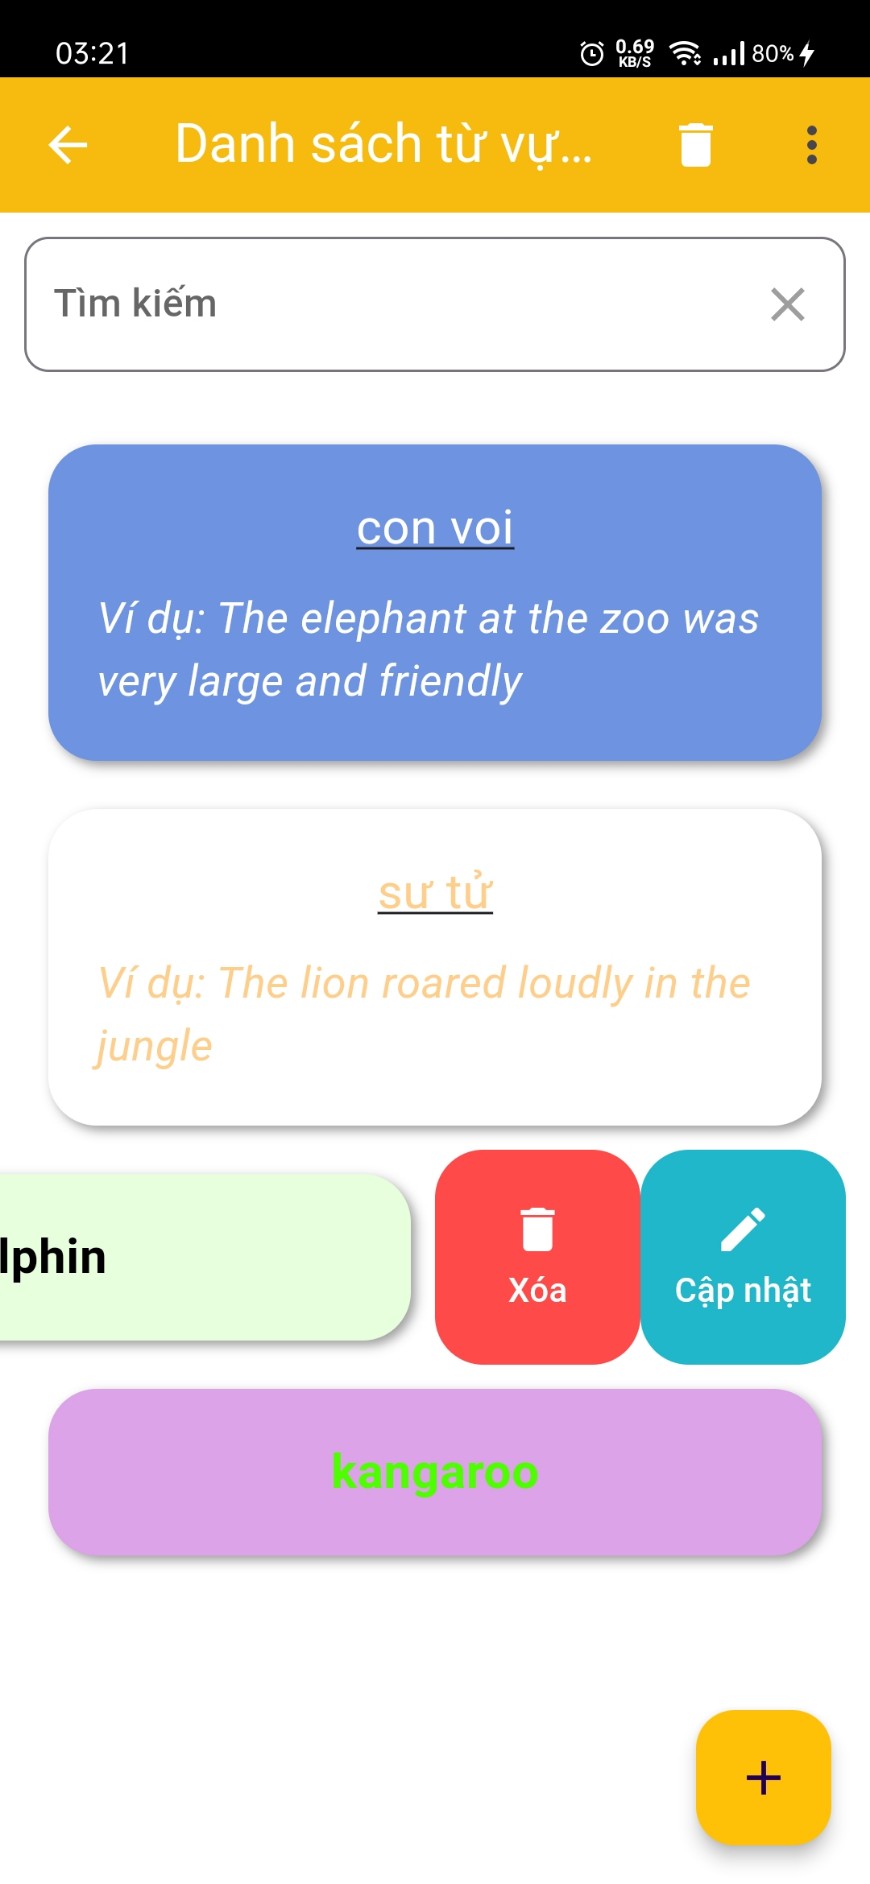 03:21
0.69
KB/S
80%
Danh sách từ vự...
Tìm kiếm
con voi
Ví dụ: The elephant at the zoo was
very large and friendly
sư tử
Ví dụ: The lion roared loudly in the
jungle
lphin
Xóa
Cập nhật
kangaroo